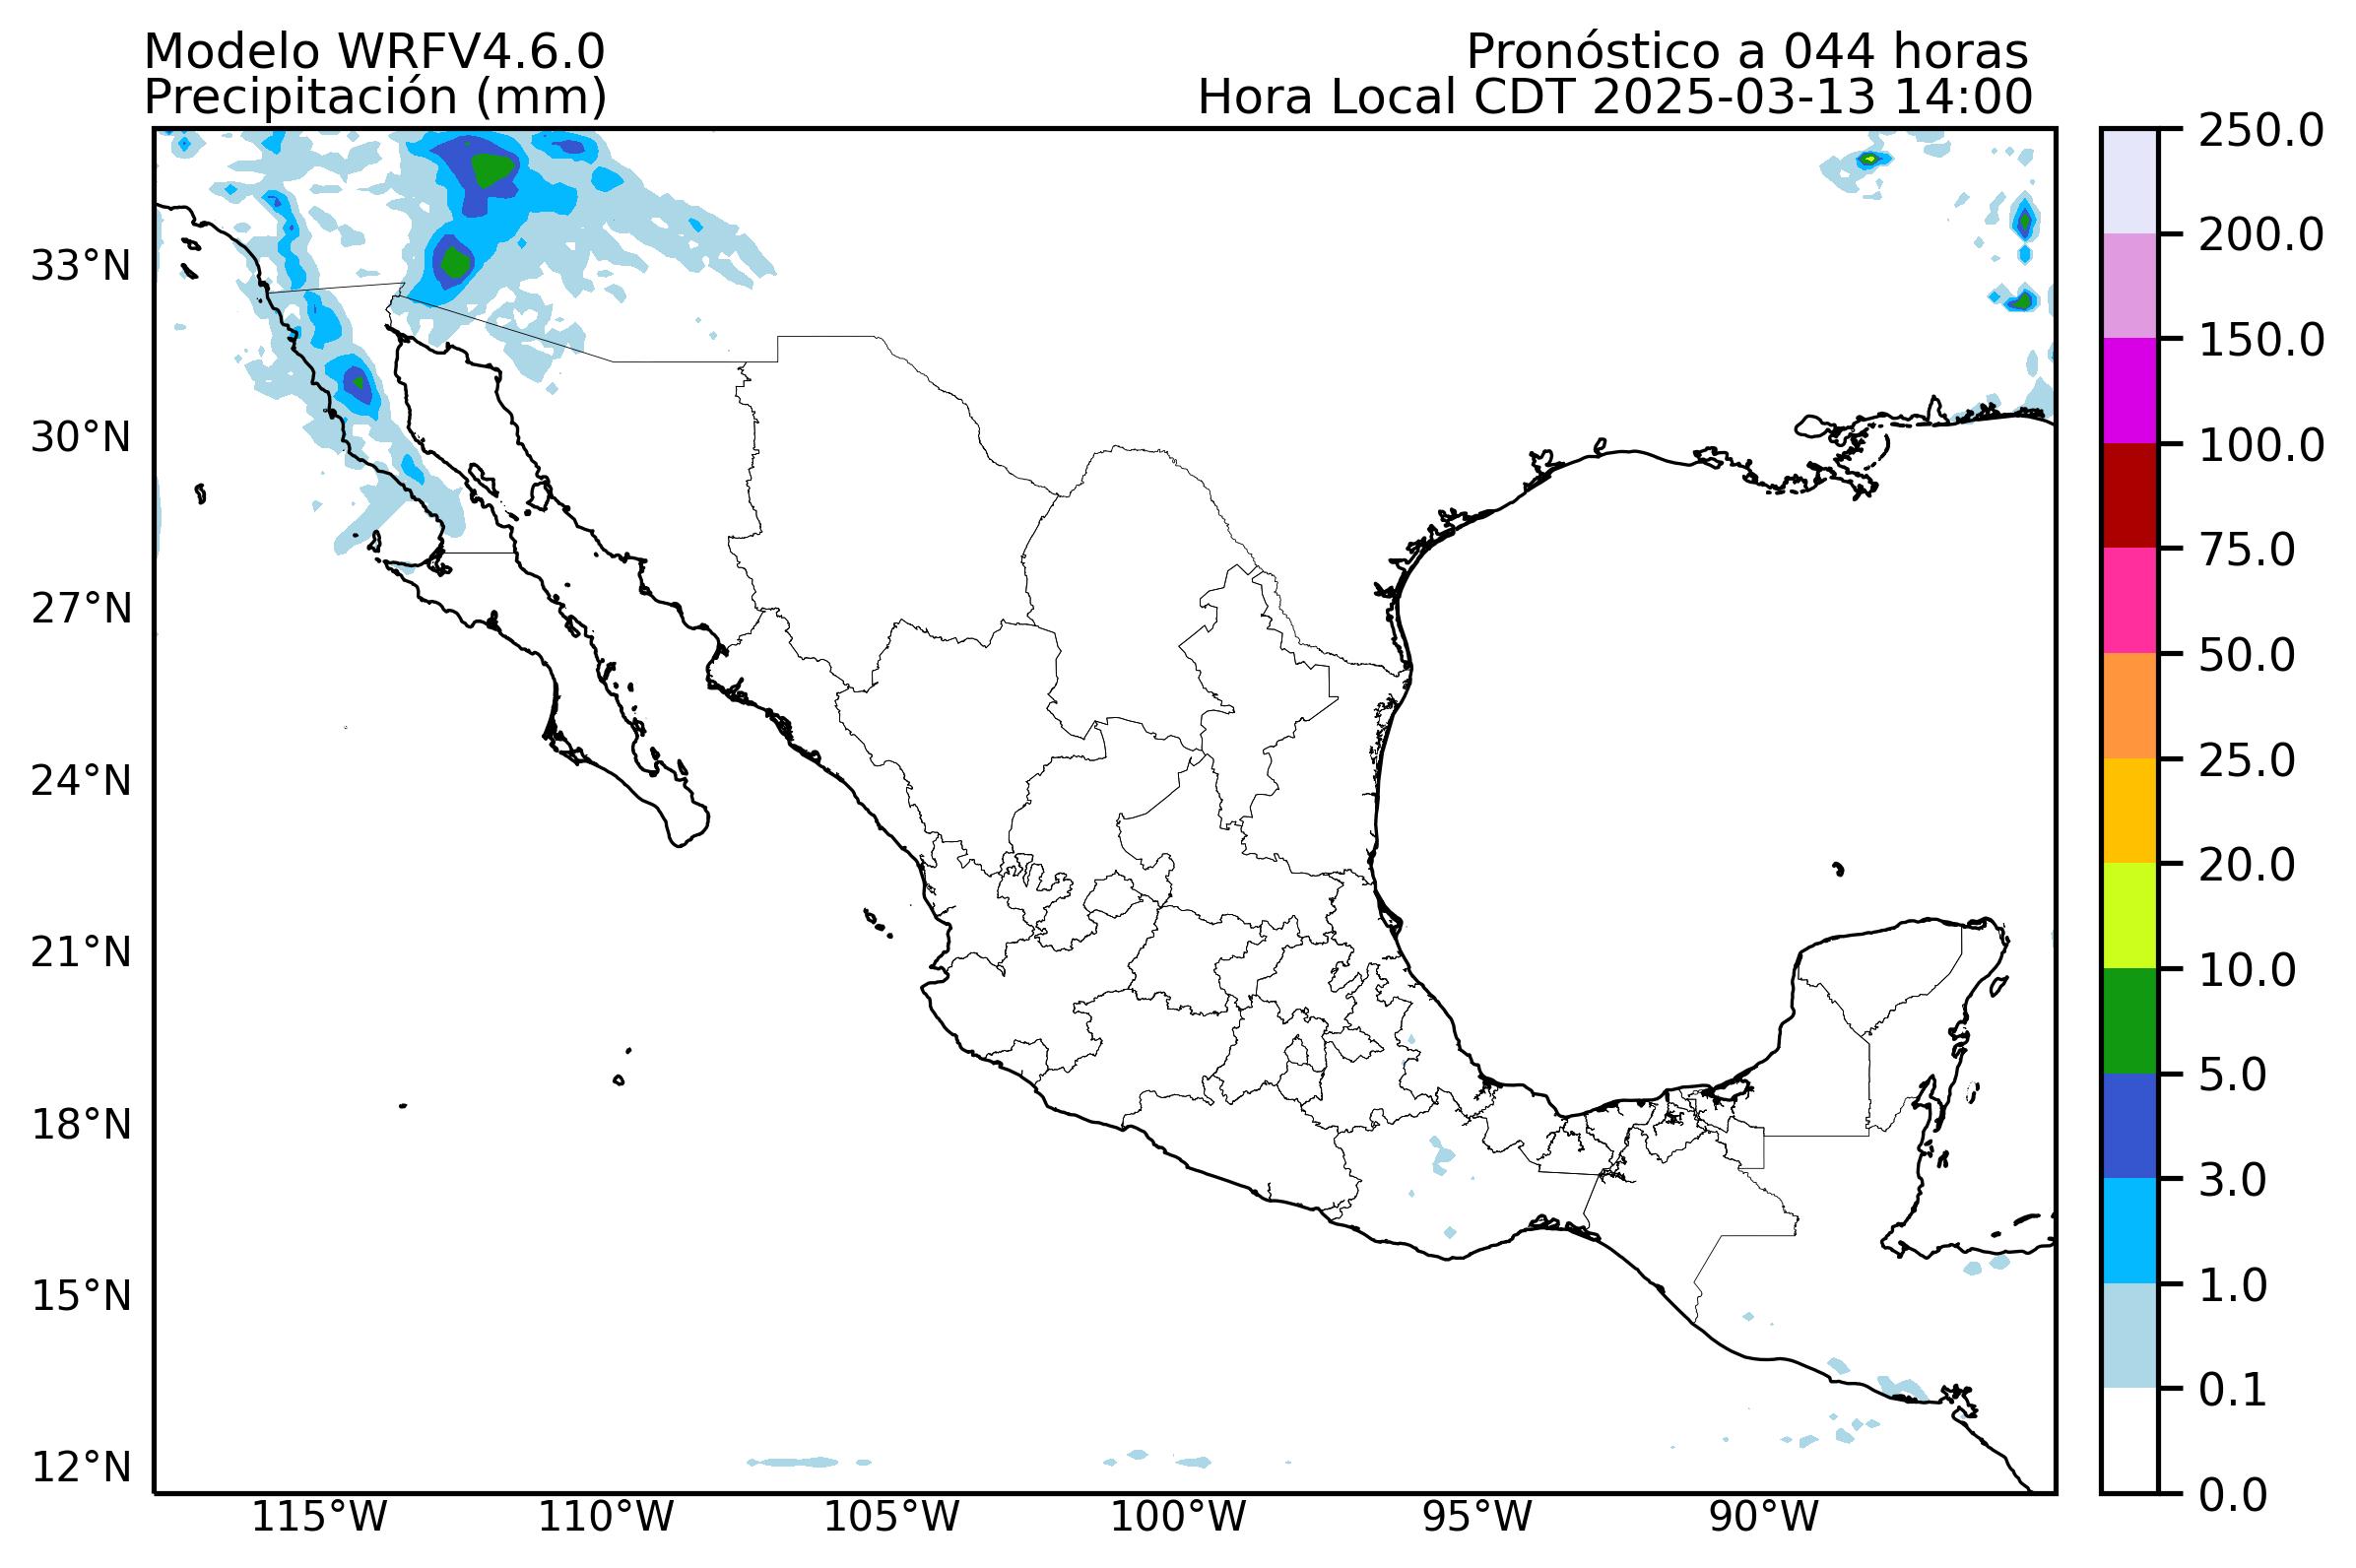 Modelo WRFV4.6.0
Precipitación (mm)
Pronóstico a 044 horas
Hora Local CDT 2025-03-13 14:00
33°N
30°N
27°N
24°N
21°N
18°N
15°N
12°N
115°W
110°W
105°W
100°W
95°W
90°W
250.0
200.0
150.0
100.0
75.0
50.0
25.0
20.0
10.0
5.0
3.0
1.0
0.1
0.0